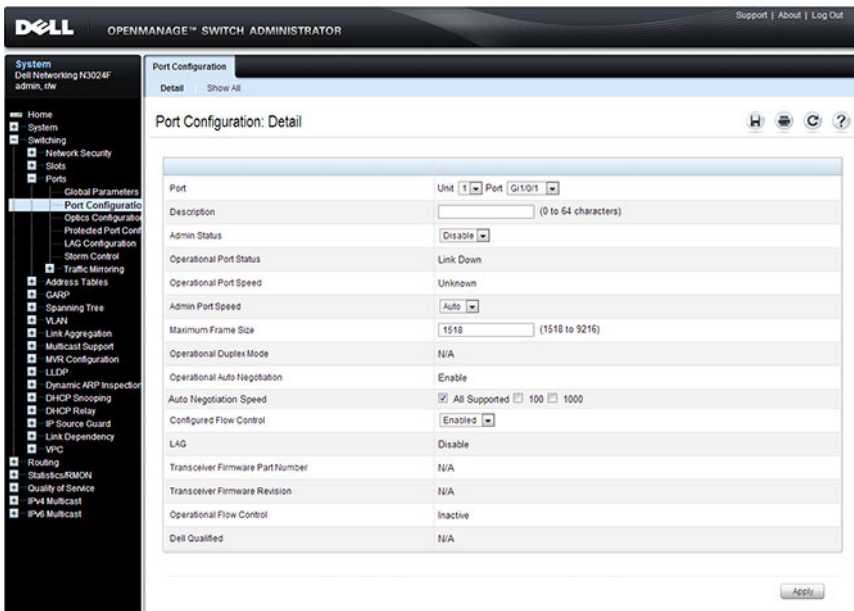 Support | About | Log Out
DELL OPENMANAGE™ SWITCH ADMINISTRATOR
System
Dell Networking N3024F
admin, r/w
Home
System
Switching
Network Security
Slots
Ports
Global Parameters
Port Configuratio
Optics Configuration
Protected Port Conf
LAG Configuration
Storm Control
Traffic Mirroring
Address Tables
GARP
Spanning Tree
VLAN
Link Aggregation
Multicast Support
MVR Configuration
LLDP
Dynamic ARP Inspection
DHCP Snooping
DHCP Relay
IP Source Guard
Link Dependency
VPC
Routing
Statistics/RMON
Quality of Service
IPv4 Multicast
IPv6 Multicast
Port Configuration
Detail Show All
Port Configuration: Detail
Port Unit 1 Port Gi1/0/1
Description (0 to 64 characters)
Admin Status Disable
Operational Port Status Link Down
Operational Port Speed Unknown
Admin Port Speed Auto
Maximum Frame Size 1518 (1518 to 9216)
Operational Duplex Mode N/A
Operational Auto Negotiation Enable
Auto Negotiation Speed All Supported 100 1000
Configured Flow Control Enabled
LAG Disable
Transceiver Firmware Part Number N/A
Transceiver Firmware Revision N/A
Operational Flow Control Inactive
Dell Qualified N/A
Apply